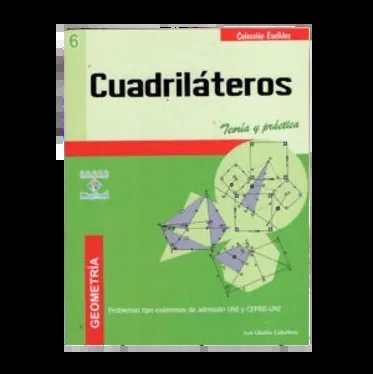 6
Colección Euclides
Cuadriláteros
Teoría y práctica
GEOMETRÍA
Problemas tipo exámenes de admisión UNI y CEPRE-UNI